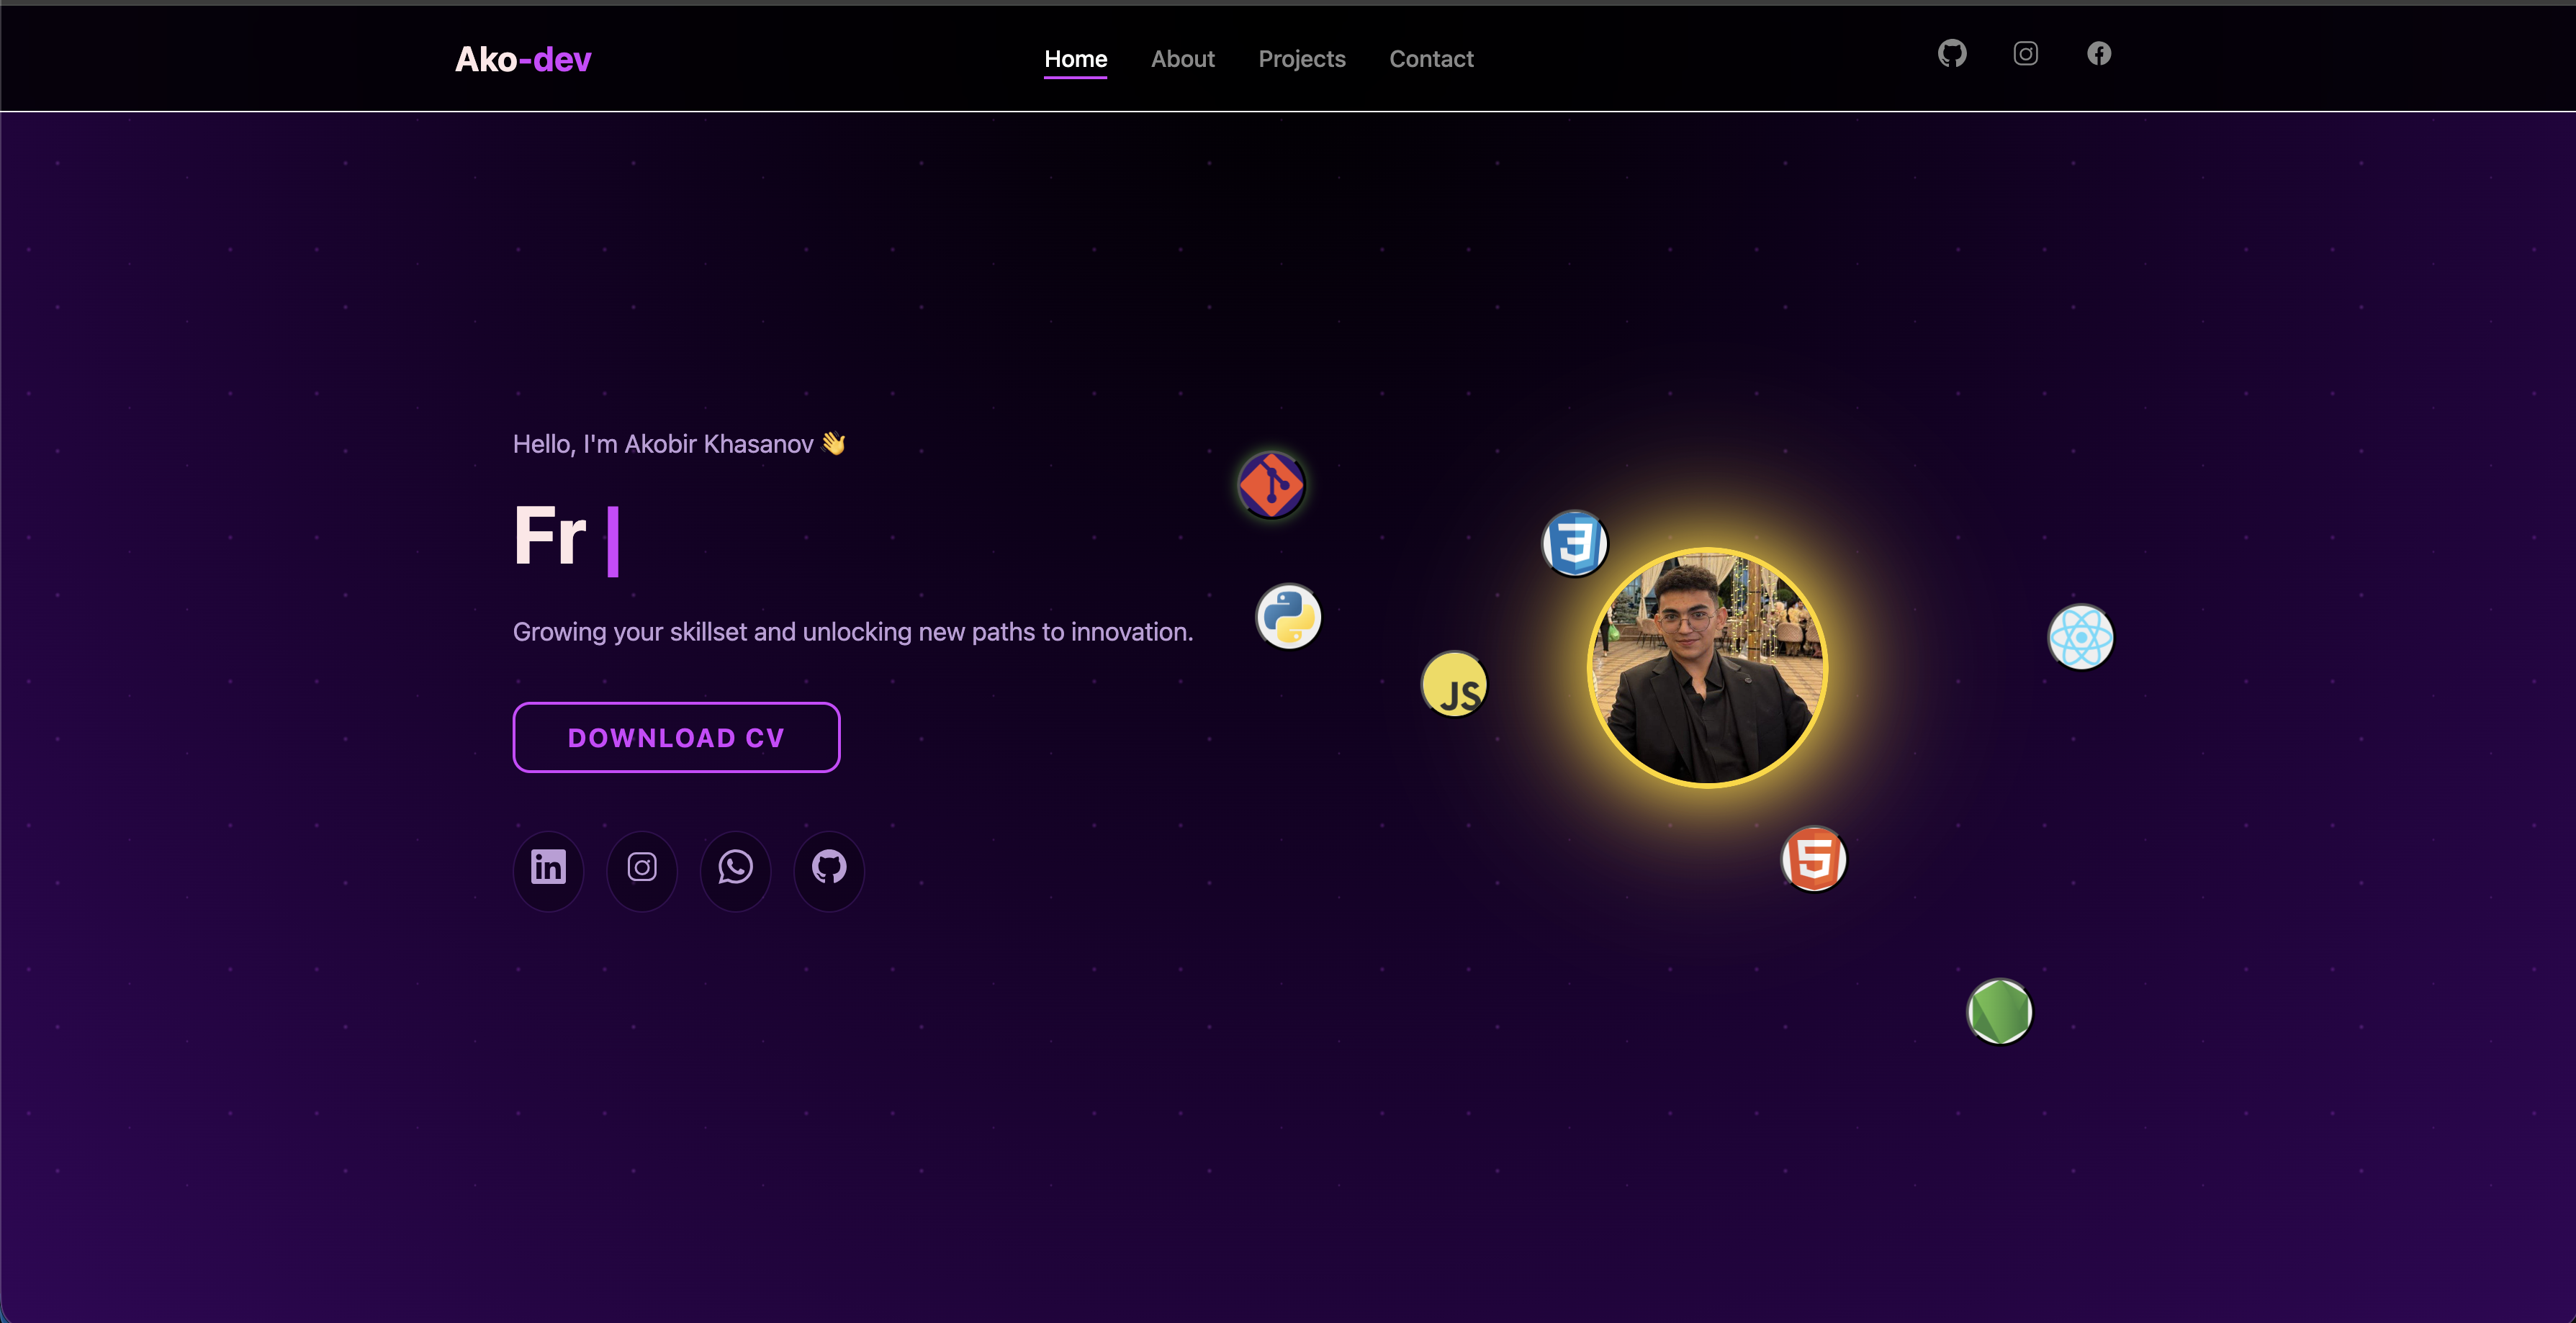 Ako-dev
Home About Projects Contact
Hello, I'm Akobir Khasanov 👋
Fr
Growing your skillset and unlocking new paths to innovation.
DOWNLOAD CV
in
3
JS
5